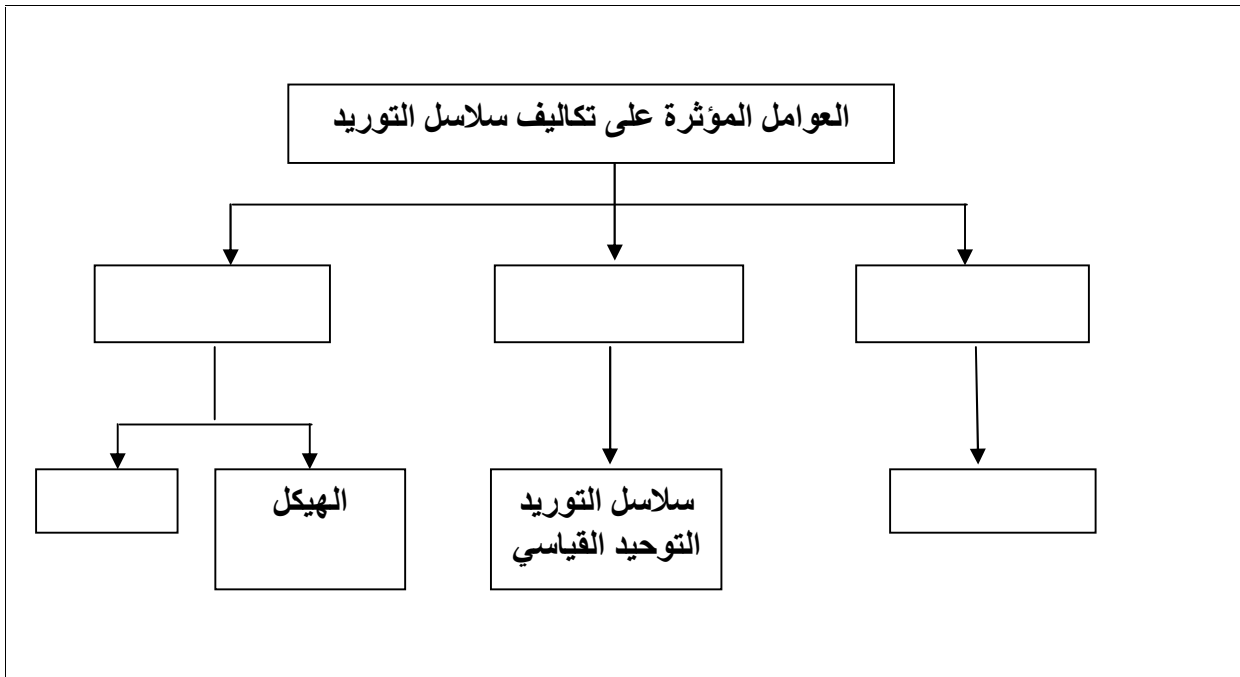 العوامل المؤثرة على تكاليف سلاسل التوريد
سلاسل التوريد
التوحيد القياسي
الهيكل